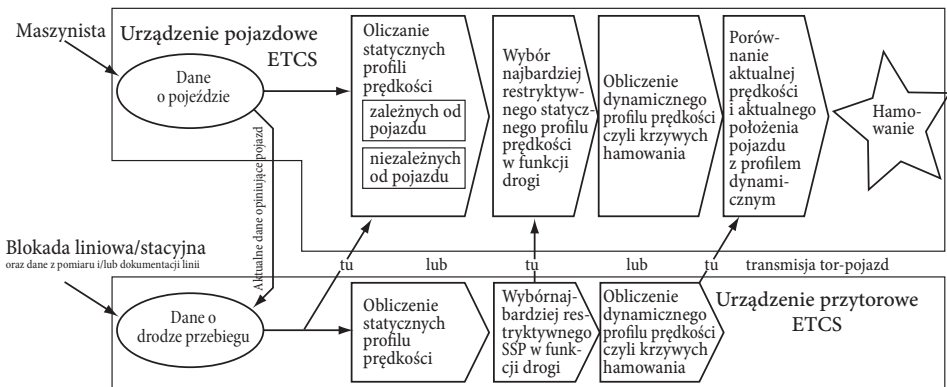 Maszynista
Urządzenie pojazdowe
ETCS
Dane
o pojeździe
Oliczanie
statycznych
profili
prędkości
zależnych od
pojazdu
niezależnych
od pojazdu
Wybór
najbardziej
restryktyw-
nego statycz-
nego profilu
prędkości
w funkcji
drogi
Obliczenie
dynamicznego
profilu prędkości
czyli krzywych
hamowania
Porów-
nanie
aktualnej
prędkości
i aktualnego
położenia
pojazdu
z profilem
dynami-
cznym
Hamo-
wanie
Aktualne dane opiniujące pojazd
Blokada liniowa/stacyjna
oraz dane z pomiaru i/lub dokumentacji linii
tu lub tu lub tu transmisja tor-pojazd
Dane o
drodze przebiegu
Obliczenie
statycznych
profilu
prędkości
Wybórnaj-
bardziej res-
tryktywnego
SSP w funk-
cji drogi
Obliczenie
dynamicznego
profilu prędkości
czyli krzywych
hamowania
Urządzenie przytorowe
ETCS